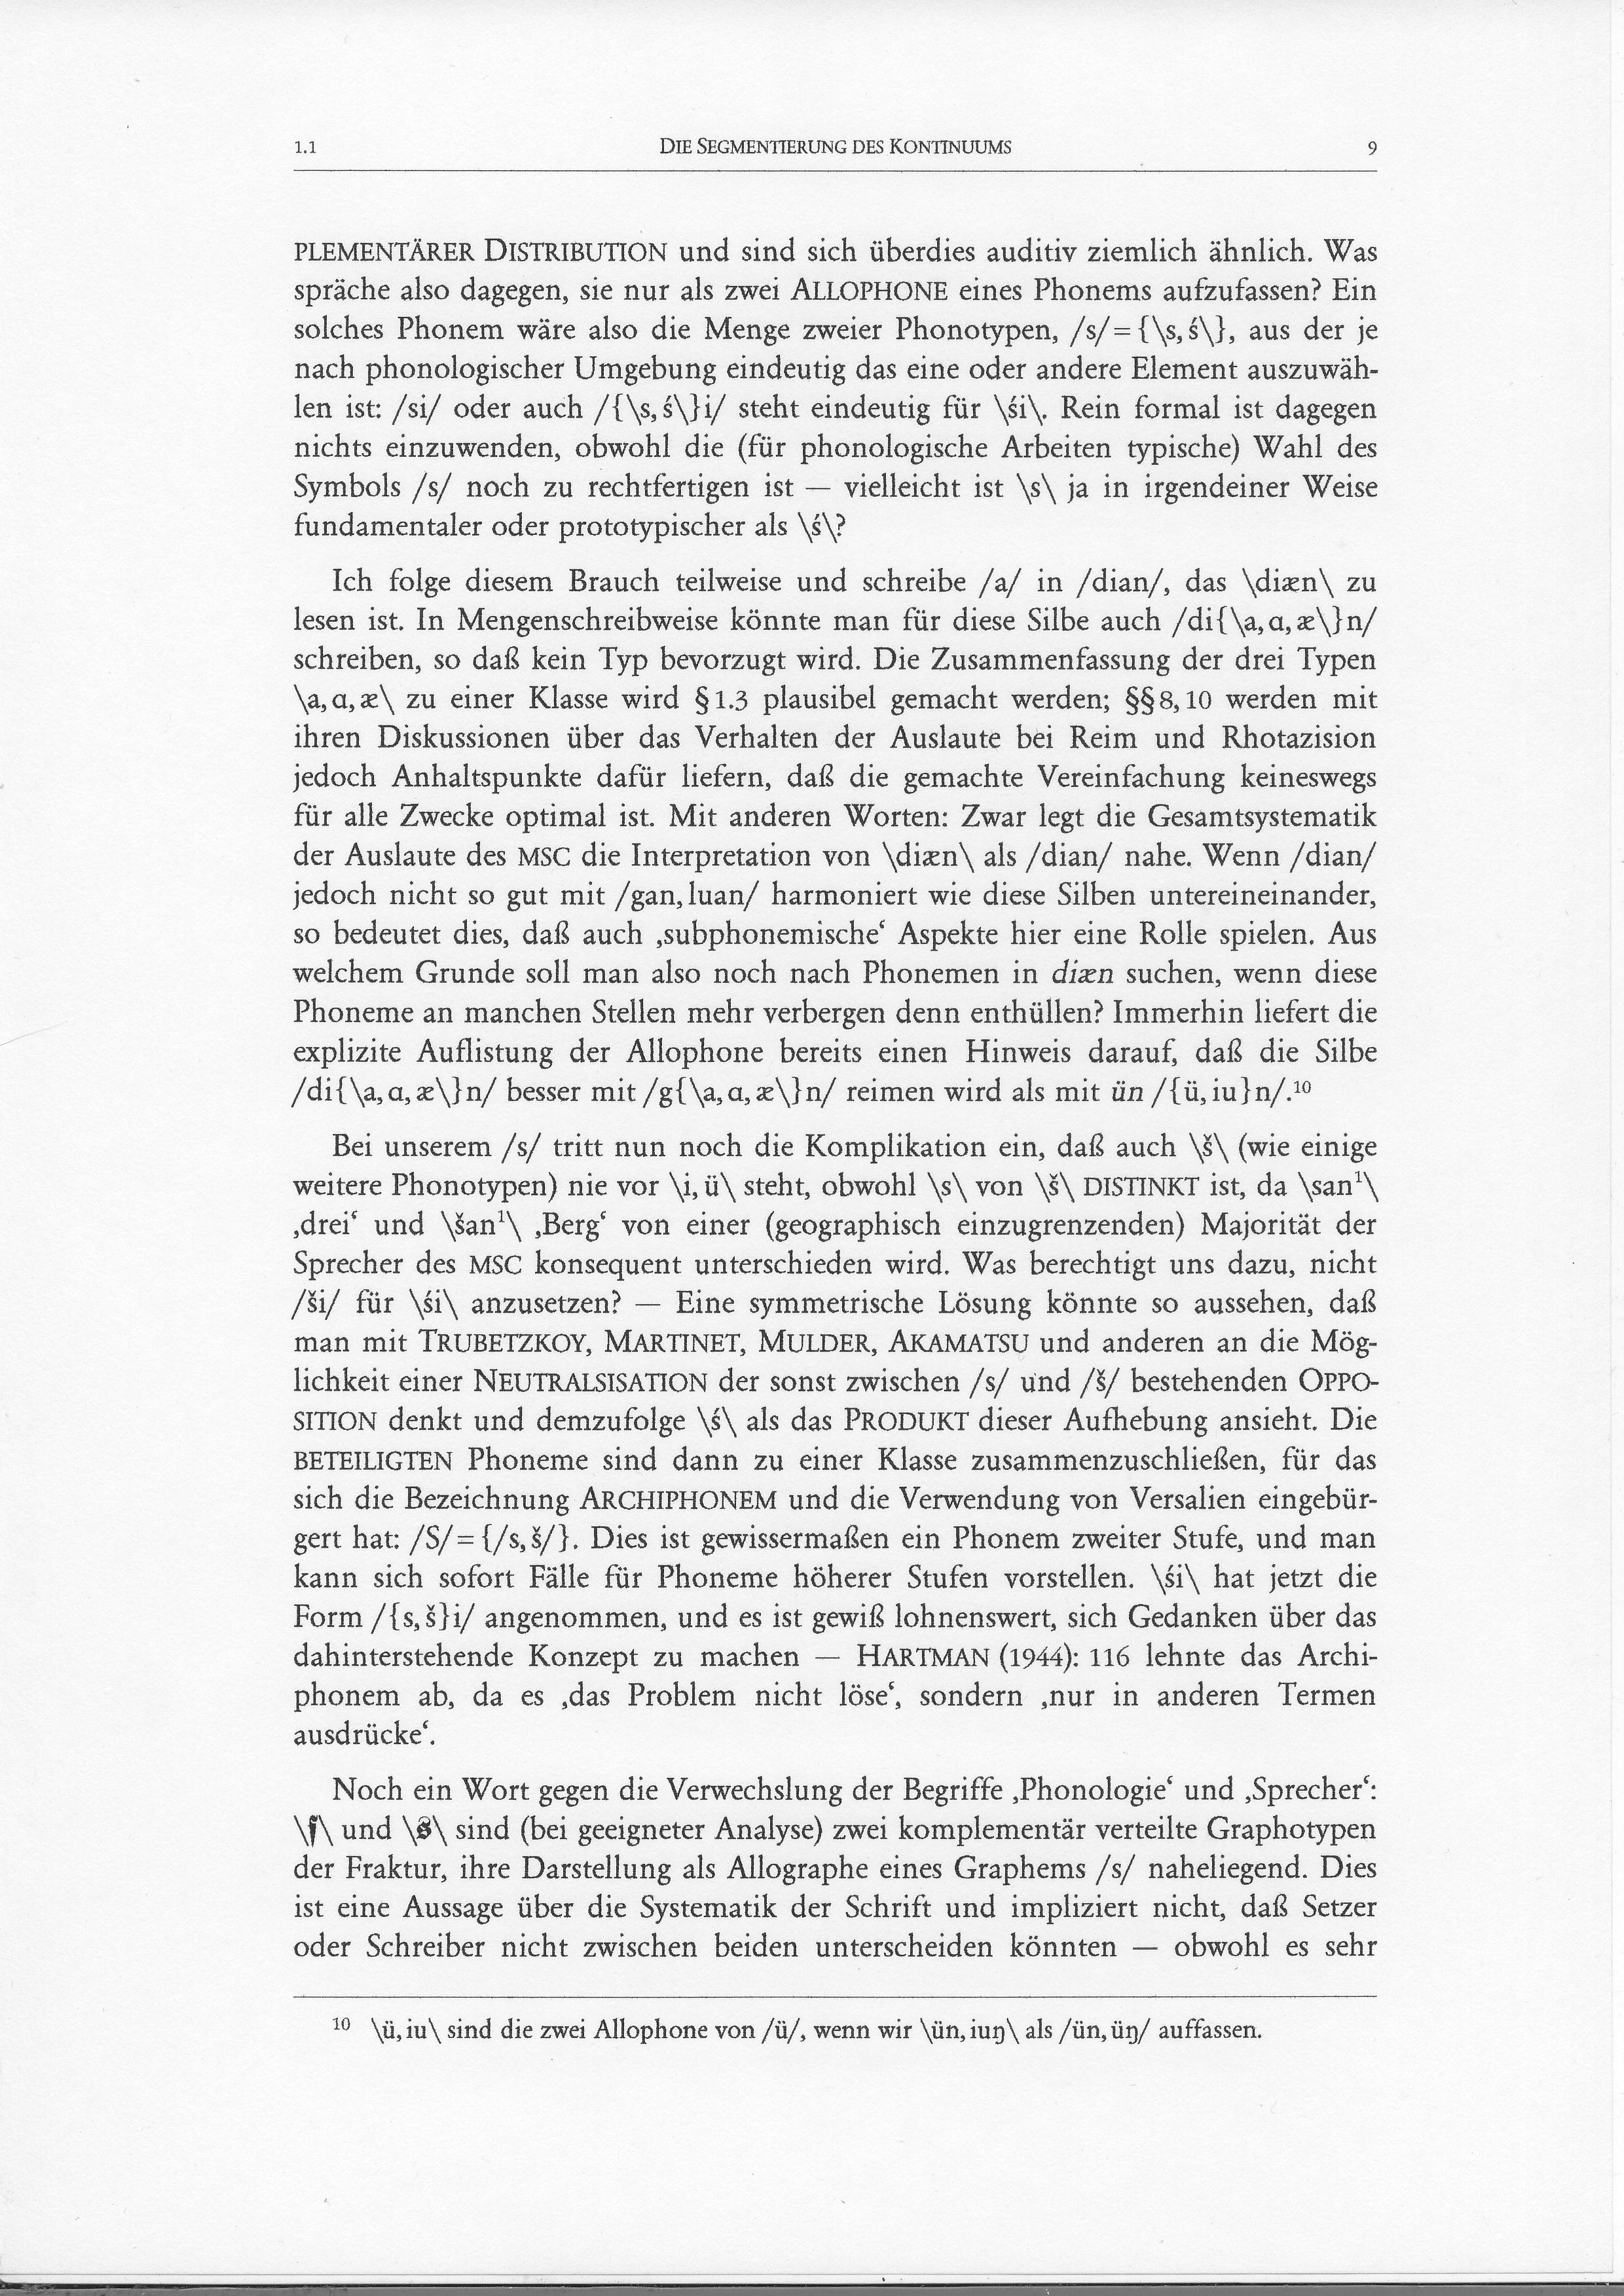 1.1 DIE SEGMENTIERUNG DES KONTINUUMS 9
PLEMENTÄRER DISTRIBUTION und sind sich überdies auditiv ziemlich ähnlich. Was
spräche also dagegen, sie nur als zwei ALLOPHONE eines Phonems aufzufassen? Ein
solches Phonem wäre also die Menge zweier Phonotypen, /s/={\s,ś\}, aus der je
nach phonologischer Umgebung eindeutig das eine oder andere Element auszuwäh-
len ist: /si/ oder auch /{\s,ś\}i/ steht eindeutig für \śi\. Rein formal ist dagegen
nichts einzuwenden, obwohl die (für phonologische Arbeiten typische) Wahl des
Symbols /s/ noch zu rechtfertigen ist — vielleicht ist \s\ ja in irgendeiner Weise
fundamentaler oder prototypischer als \ś\?
Ich folge diesem Brauch teilweise und schreibe /a/ in /dian/, das \diæn\ zu
lesen ist. In Mengenschreibweise könnte man für diese Silbe auch /di{\a,ɑ,æ\}n/
schreiben, so daß kein Typ bevorzugt wird. Die Zusammenfassung der drei Typen
\a,ɑ,æ\ zu einer Klasse wird §1.3 plausibel gemacht werden; §§8,10 werden mit
ihren Diskussionen über das Verhalten der Auslaute bei Reim und Rhotazision
jedoch Anhaltspunkte dafür liefern, daß die gemachte Vereinfachung keineswegs
für alle Zwecke optimal ist. Mit anderen Worten: Zwar legt die Gesamtsystematik
der Auslaute des MSC die Interpretation von \diæn\ als /dian/ nahe. Wenn /dian/
jedoch nicht so gut mit /gan,luan/ harmoniert wie diese Silben untereineinander,
so bedeutet dies, daß auch ‚subphonemische‘ Aspekte hier eine Rolle spielen. Aus
welchem Grunde soll man also noch nach Phonemen in diæn suchen, wenn diese
Phoneme an manchen Stellen mehr verbergen denn enthüllen? Immerhin liefert die
explizite Auflistung der Allophone bereits einen Hinweis darauf, daß die Silbe
/di{\a,ɑ,æ\}n/ besser mit /g{\a,ɑ,æ\}n/ reimen wird als mit ün /{ü,iu}n/.¹⁰
Bei unserem /s/ tritt nun noch die Komplikation ein, daß auch \š\ (wie einige
weitere Phonotypen) nie vor \i,ü\ steht, obwohl \s\ von \š\ DISTINKT ist, da \san¹\
‚drei‘ und \šan¹\ ‚Berg‘ von einer (geographisch einzugrenzenden) Majorität der
Sprecher des MSC konsequent unterschieden wird. Was berechtigt uns dazu, nicht
/ši/ für \śi\ anzusetzen? — Eine symmetrische Lösung könnte so aussehen, daß
man mit TRUBETZKOY, MARTINET, MULDER, AKAMATSU und anderen an die Mög-
lichkeit einer NEUTRALSISATION der sonst zwischen /s/ und /š/ bestehenden OPPO-
SITION denkt und demzufolge \ś\ als das PRODUKT dieser Aufhebung ansieht. Die
BETEILIGTEN Phoneme sind dann zu einer Klasse zusammenzuschließen, für das
sich die Bezeichnung ARCHIPHONEM und die Verwendung von Versalien eingebür-
gert hat: /S/={/s,š/}. Dies ist gewissermaßen ein Phonem zweiter Stufe, und man
kann sich sofort Fälle für Phoneme höherer Stufen vorstellen. \śi\ hat jetzt die
Form /{s,š}i/ angenommen, und es ist gewiß lohnenswert, sich Gedanken über das
dahinterstehende Konzept zu machen — HARTMAN (1944): 116 lehnte das Archi-
phonem ab, da es ‚das Problem nicht löse‘, sondern ‚nur in anderen Termen
ausdrücke‘.
Noch ein Wort gegen die Verwechslung der Begriffe ‚Phonologie‘ und ‚Sprecher‘:
\ſ\ und \s\ sind (bei geeigneter Analyse) zwei komplementär verteilte Graphotypen
der Fraktur, ihre Darstellung als Allographe eines Graphems /s/ naheliegend. Dies
ist eine Aussage über die Systematik der Schrift und impliziert nicht, daß Setzer
oder Schreiber nicht zwischen beiden unterscheiden könnten — obwohl es sehr
¹⁰ \ü,iu\ sind die zwei Allophone von /ü/, wenn wir \ün,iuŋ\ als /ün,üŋ/ auffassen.